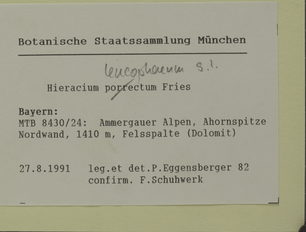 Botanische Staatssammlung München
leucophaeum s.l.
Hieracium porrectum Fries
Bayern:
MTB 8430/24: Ammergauer Alpen, Ahornspitze
Nordwand, 1410 m, Felsspalte (Dolomit)
27.8.1991 leg.et det.P.Eggensberger 82
confirm. F.Schuhwerk